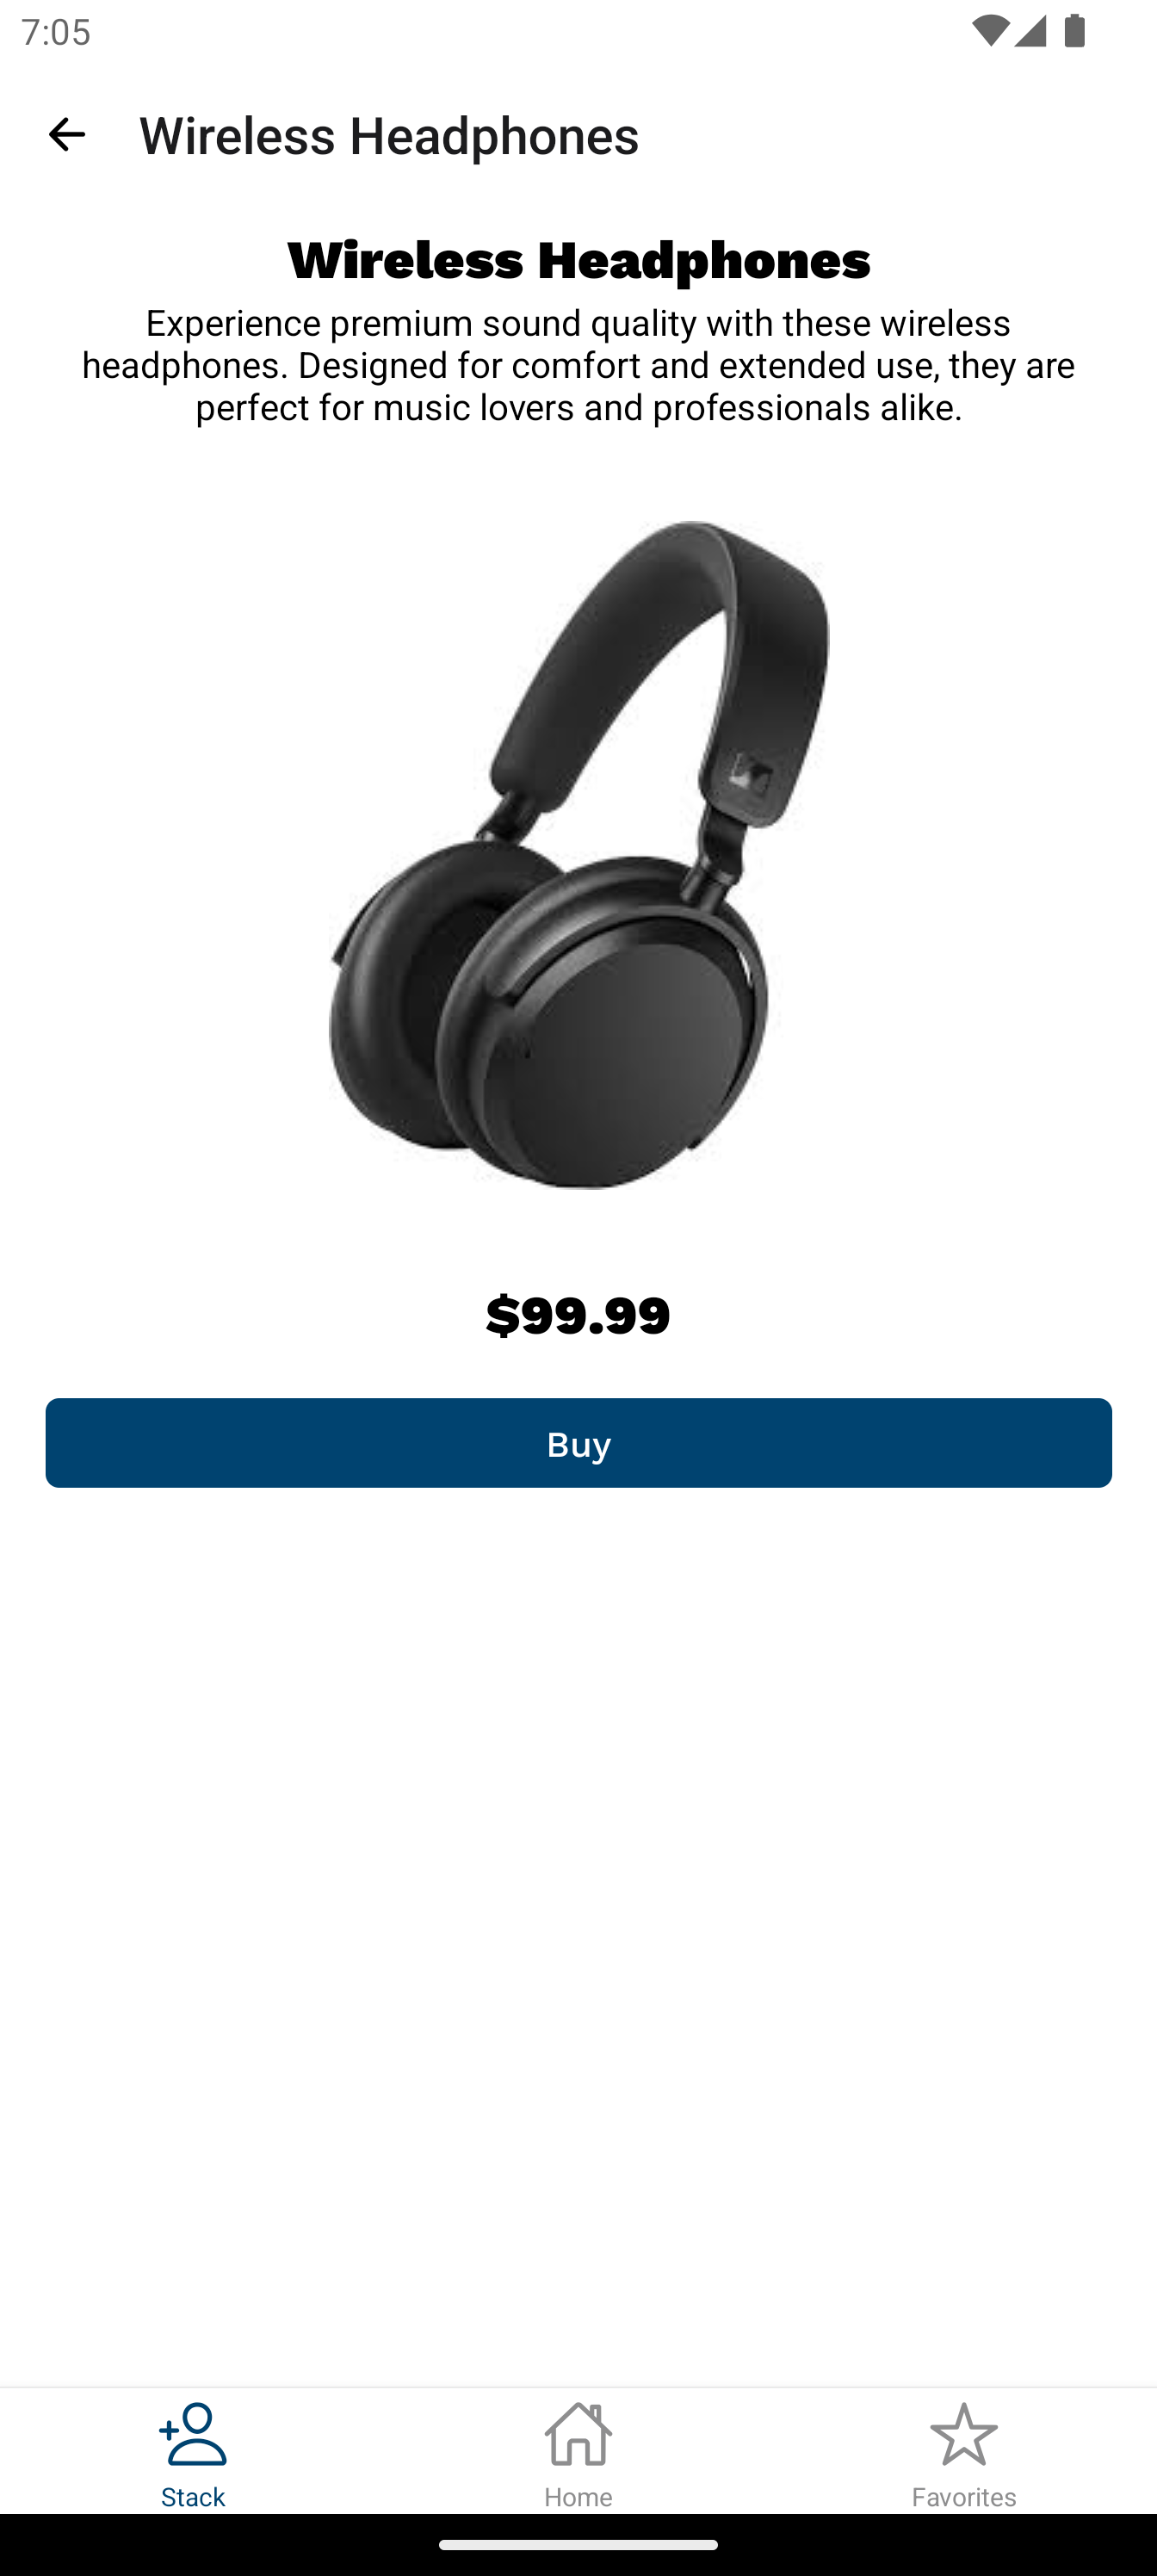 7:05
Wireless Headphones
Wireless Headphones
Experience premium sound quality with these wireless
headphones. Designed for comfort and extended use, they are
perfect for music lovers and professionals alike.
$99.99
Buy
Stack
Home
Favorites